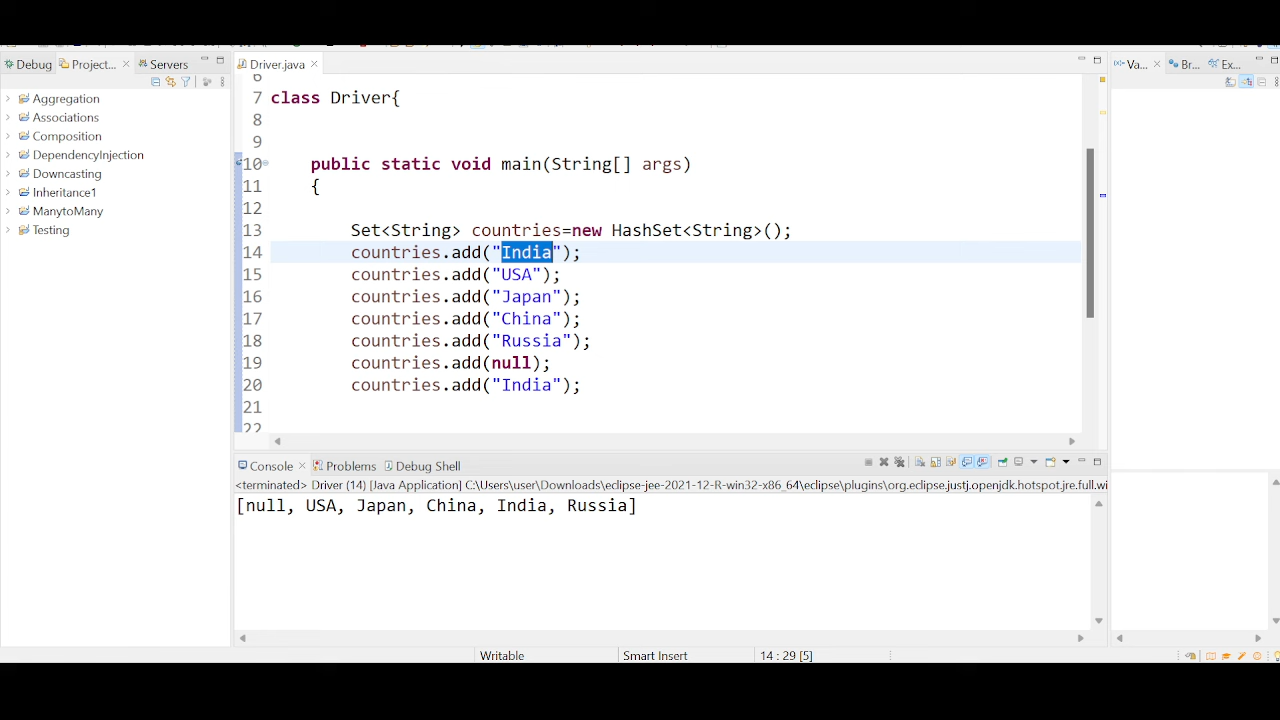 Debug
Project...
Servers
Driver.java
Va...
Br...
Ex...
Aggregation
Associations
Composition
DependencyInjection
Downcasting
Inheritance1
ManytoMany
Testing
6
7 class Driver{
8
9
10 public static void main(String[] args)
11 {
12
13 Set<String> countries=new HashSet<String>();
14 countries.add("India");
15 countries.add("USA");
16 countries.add("Japan");
17 countries.add("China");
18 countries.add("Russia");
19 countries.add(null);
20 countries.add("India");
21
22
Console
Problems
Debug Shell
<terminated> Driver (14) [Java Application] C:\Users\user\Downloads\eclipse-jee-2021-12-R-win32-x86_64\eclipse\plugins\org.eclipse.justj.openjdk.hotspot.jre.full.wi
[null, USA, Japan, China, India, Russia]
Writable
Smart Insert
14 : 29 [5]